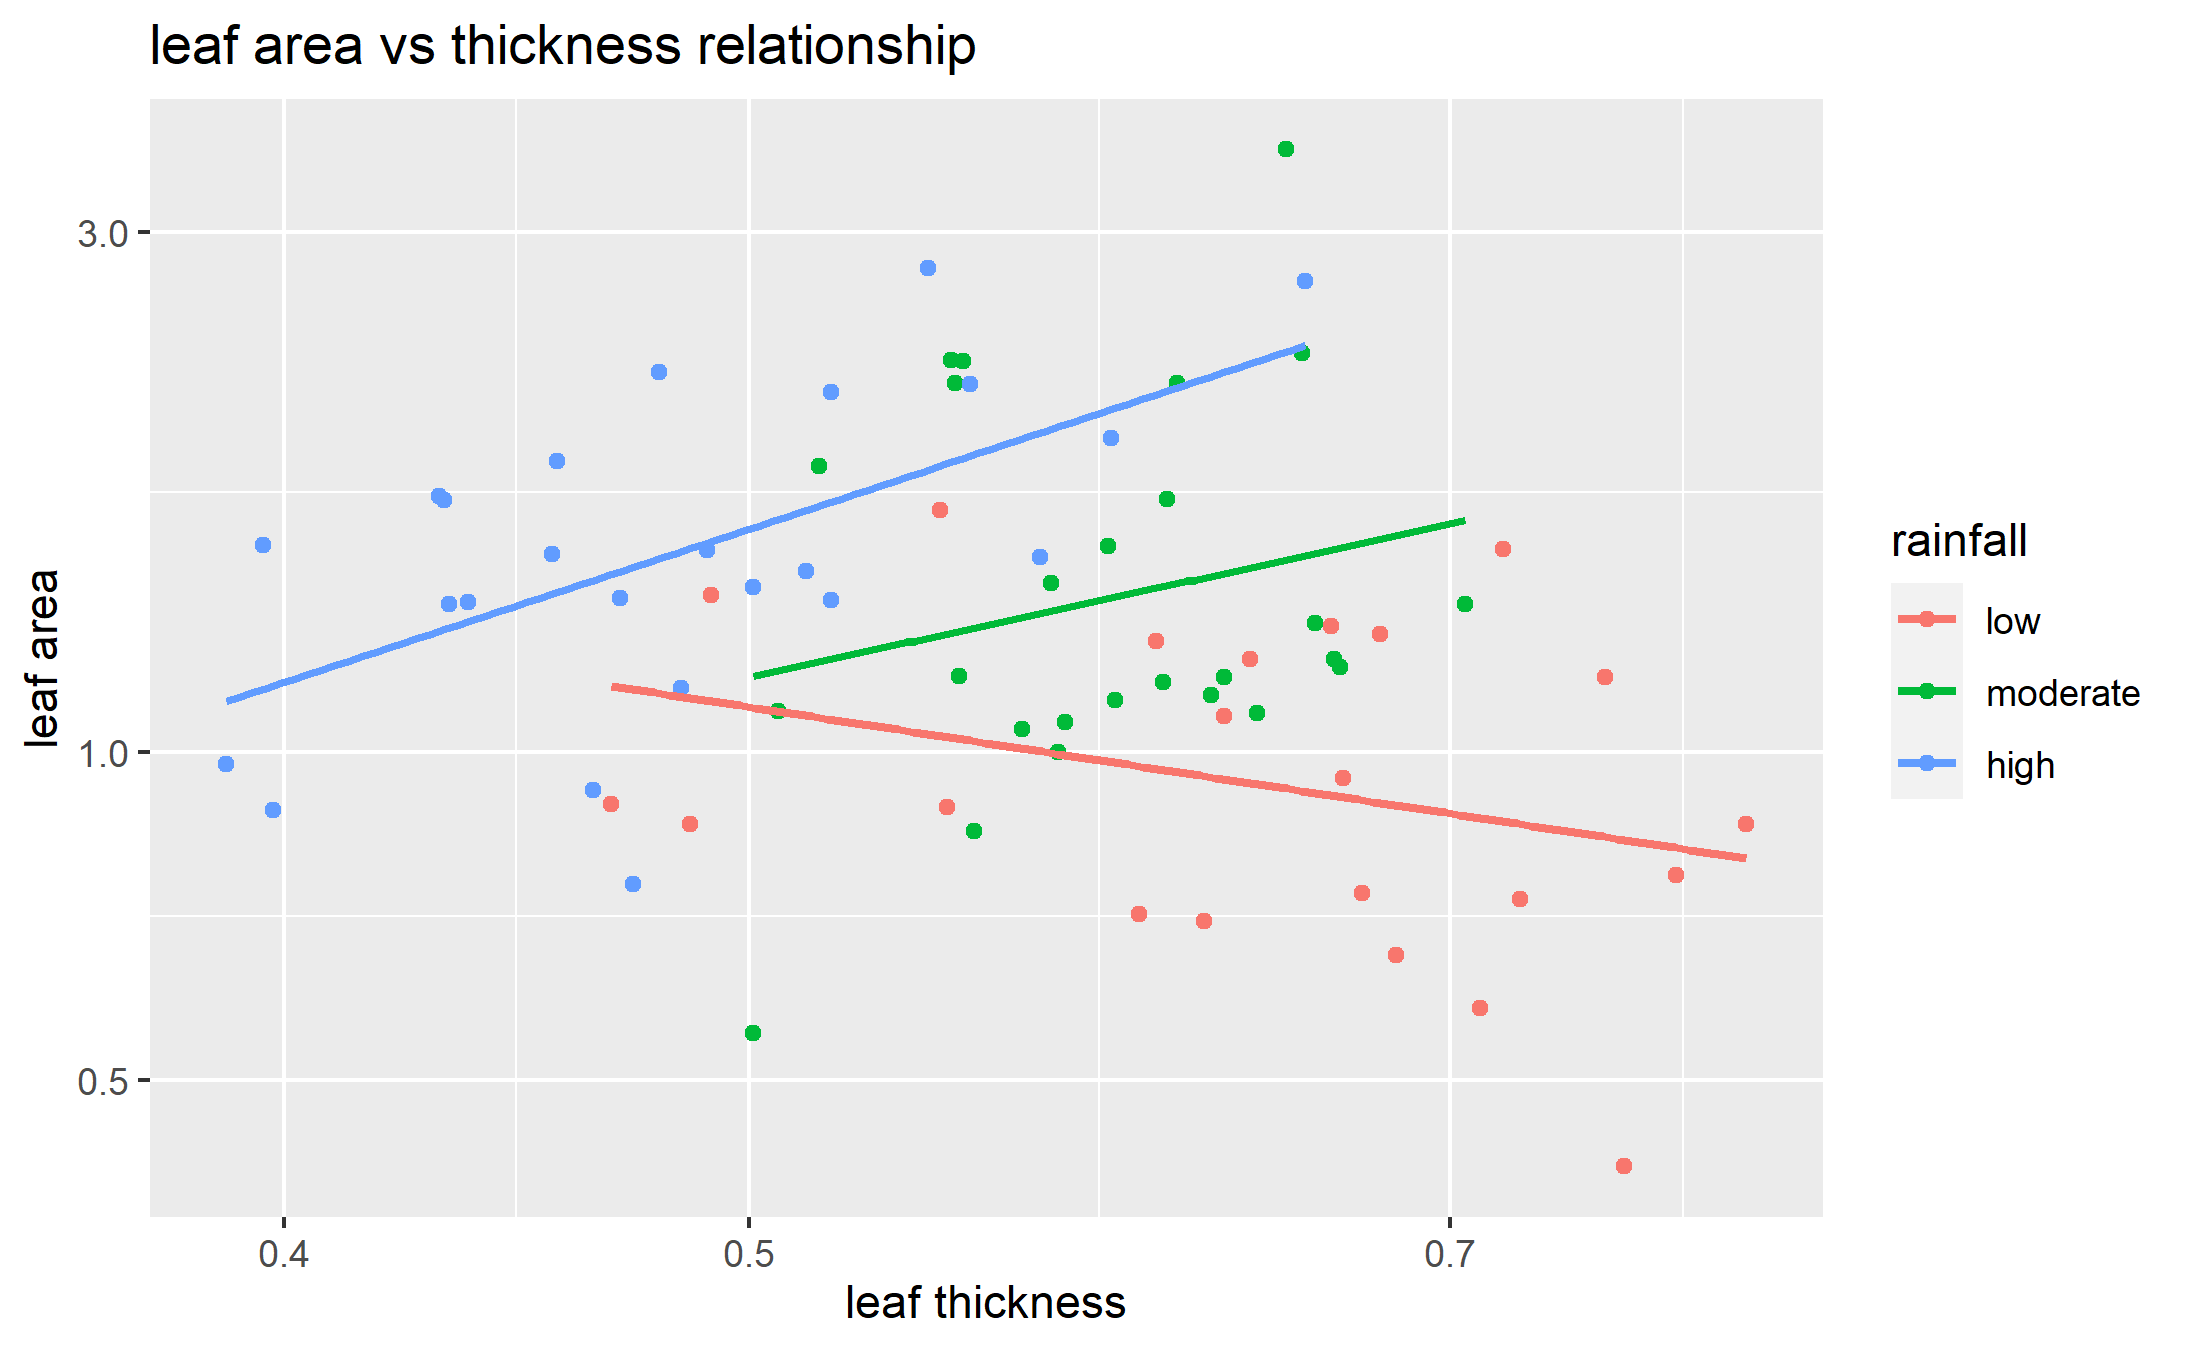 leaf area vs thickness relationship
3.0
1.0
0.5
leaf area
0.4
0.5
0.7
leaf thickness
rainfall
low
moderate
high